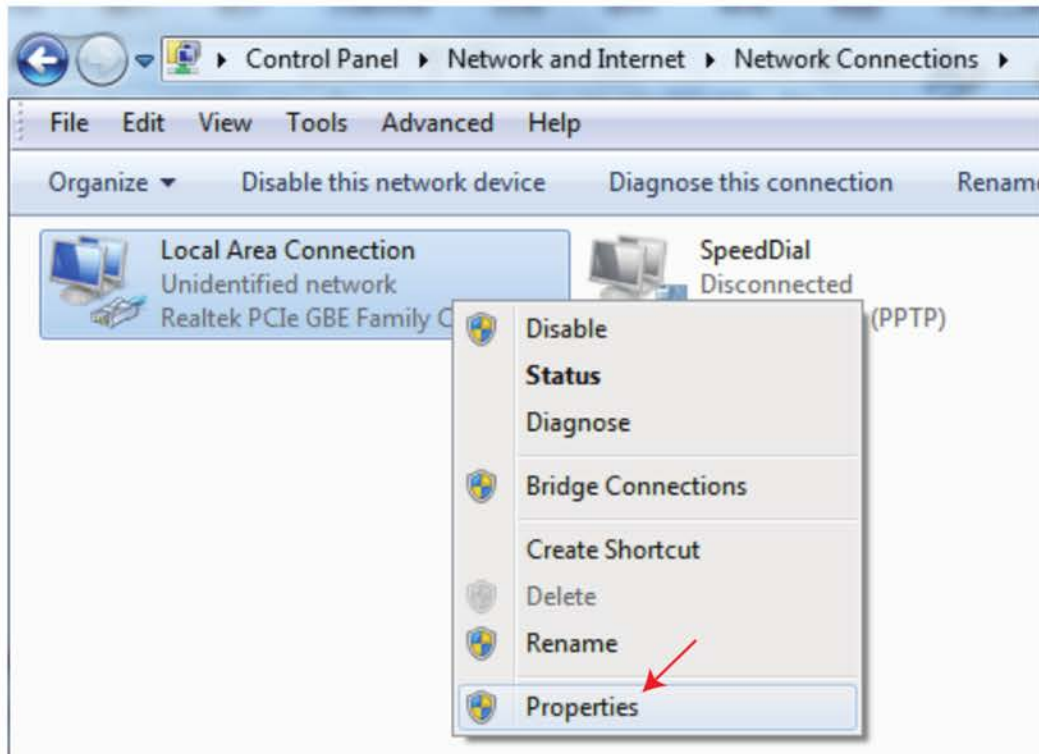 Control Panel ▸ Network and Internet ▸ Network Connections ▸
File Edit View Tools Advanced Help
Organize ▾ Disable this network device Diagnose this connection
Local Area Connection
Unidentified network
Realtek PCIe GBE Family
SpeedDial
Disconnected
(PPTP)
Disable
Status
Diagnose
Bridge Connections
Create Shortcut
Delete
Rename
Properties